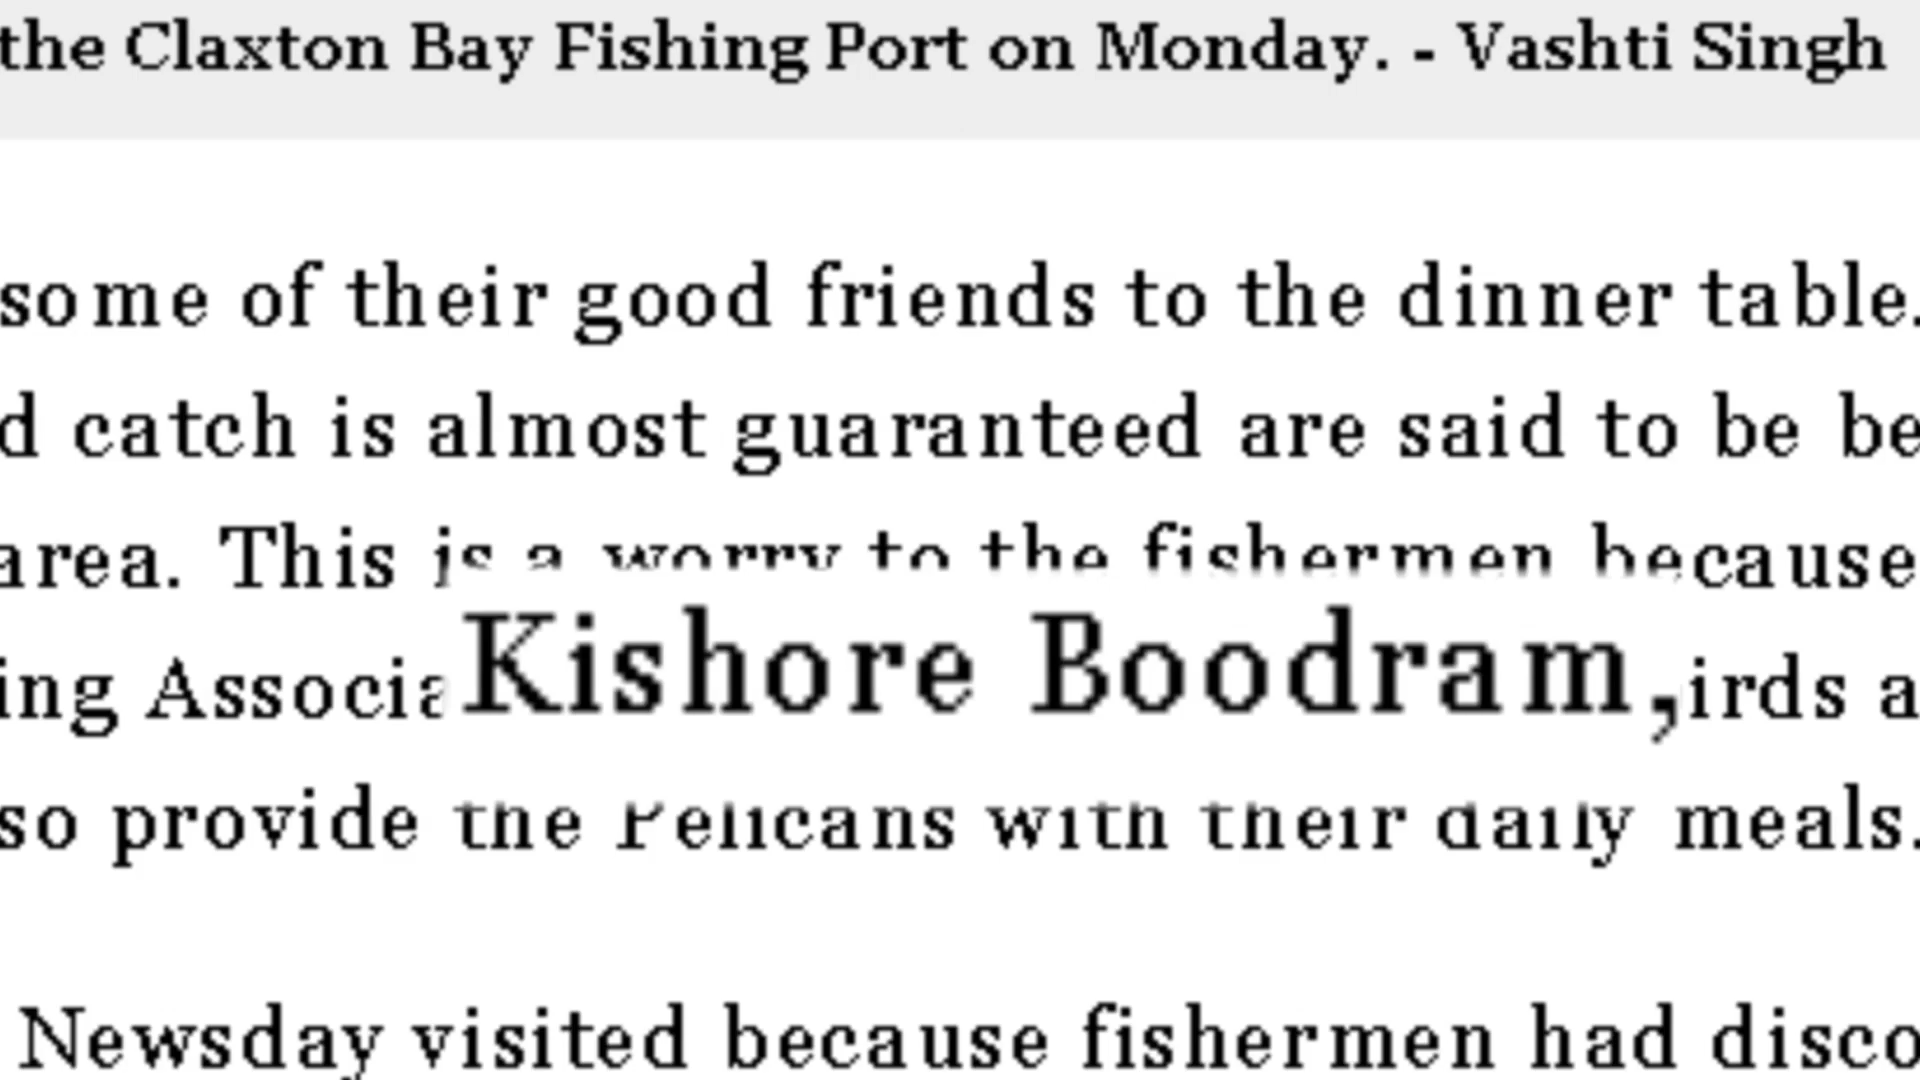 the Claxton Bay Fishing Port on Monday. - Vashti Singh
some of their good friends to the dinner table.
d catch is almost guaranteed are said to be be
area. This is a worry to the fishermen because
ing Associa Kishore Boodram, irds a
so provide the Pelicans with their daily meals.
Newsday visited because fishermen had disco